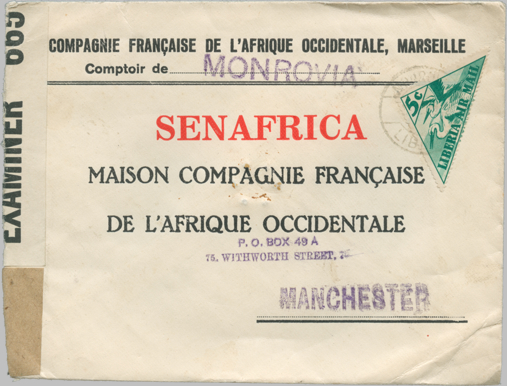 COMPAGNIE FRANÇAISE DE L'AFRIQUE OCCIDENTALE, MARSEILLE
Comptoir de MONROVIA
5c
LIBERIA AIR MAIL
SENAFRICA
MAISON COMPAGNIE FRANÇAISE
DE L'AFRIQUE OCCIDENTALE
P.O. BOX 49 A
75, WITHWORTH STREET,
MANCHESTER
EXAMINER 665